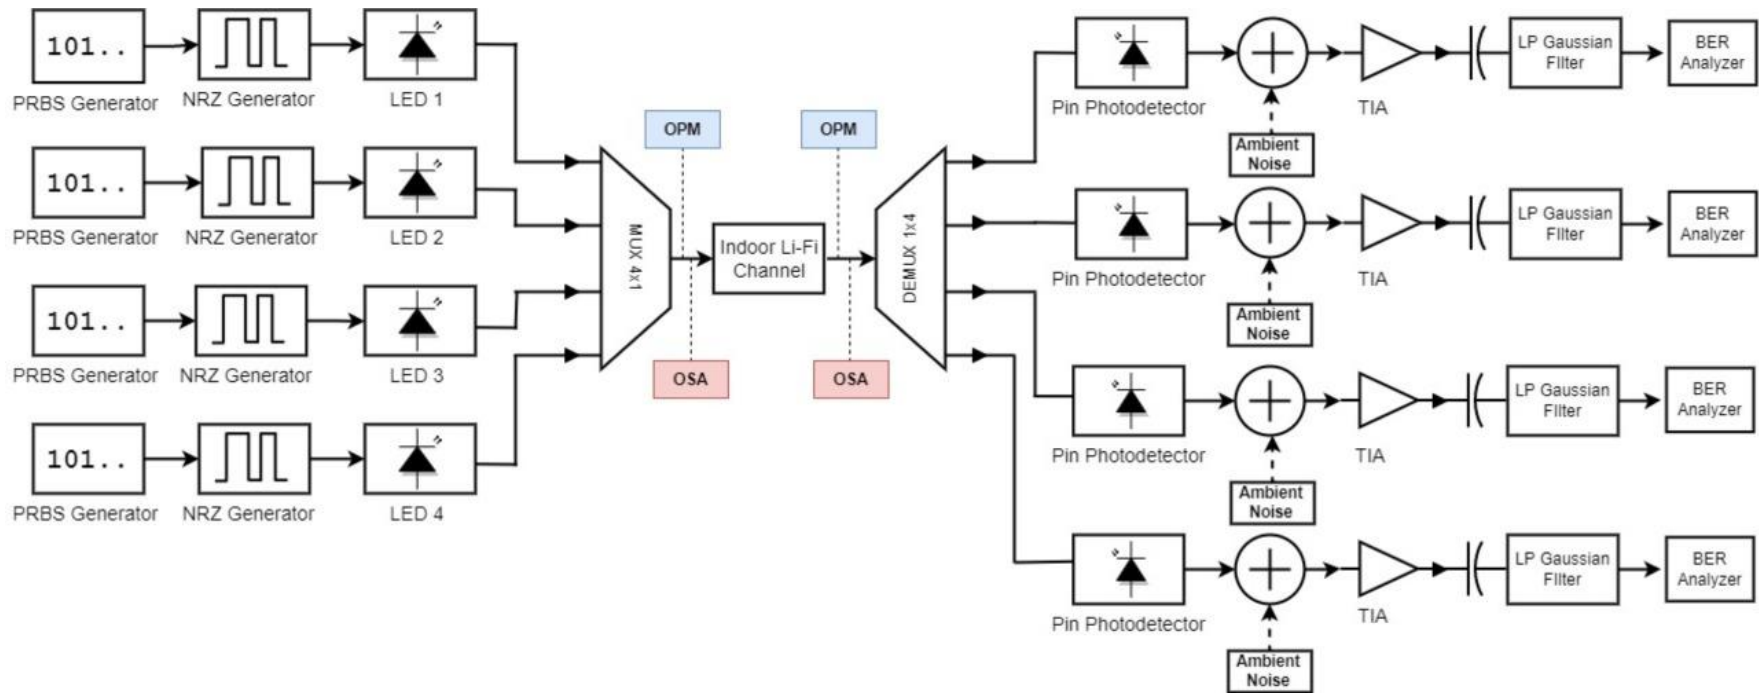 101..
PRBS Generator
NRZ Generator
LED 1
101..
PRBS Generator
NRZ Generator
LED 2
101..
PRBS Generator
NRZ Generator
LED 3
101..
PRBS Generator
NRZ Generator
LED 4
MUX 4x1
OPM
OSA
Indoor Li-Fi
Channel
OPM
OSA
DEMUX 1x4
Pin Photodetector
Ambient
Noise
TIA
LP Gaussian
FIlter
BER
Analyzer
Pin Photodetector
Ambient
Noise
TIA
LP Gaussian
FIlter
BER
Analyzer
Pin Photodetector
Ambient
Noise
TIA
LP Gaussian
FIlter
BER
Analyzer
Pin Photodetector
Ambient
Noise
TIA
LP Gaussian
FIlter
BER
Analyzer